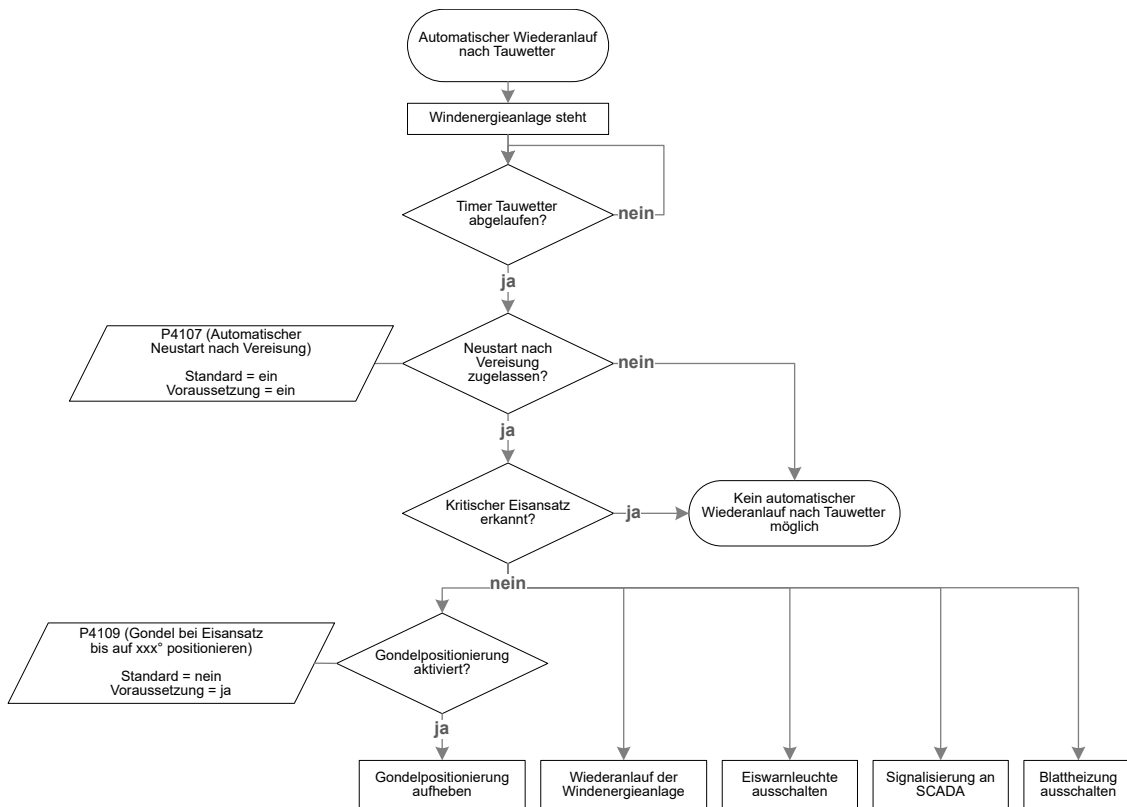 Automatischer Wiederanlauf
nach Tauwetter
Windenergieanlage steht
Timer Tauwetter
abgelaufen?
nein
ja
P4107 (Automatischer
Neustart nach Vereisung)
Standard = ein
Voraussetzung = ein
Neustart nach
Vereisung
zugelassen?
nein
ja
Kritischer Eisansatz
erkannt?
ja
Kein automatischer
Wiederanlauf nach Tauwetter
möglich
nein
P4109 (Gondel bei Eisansatz
bis auf xxx° positionieren)
Standard = nein
Voraussetzung = ja
Gondelpositionierung
aktiviert?
ja
Gondelpositionierung
aufheben
Wiederanlauf der
Windenergieanlage
Eiswarnleuchte
ausschalten
Signalisierung an
SCADA
Blattheizung
ausschalten